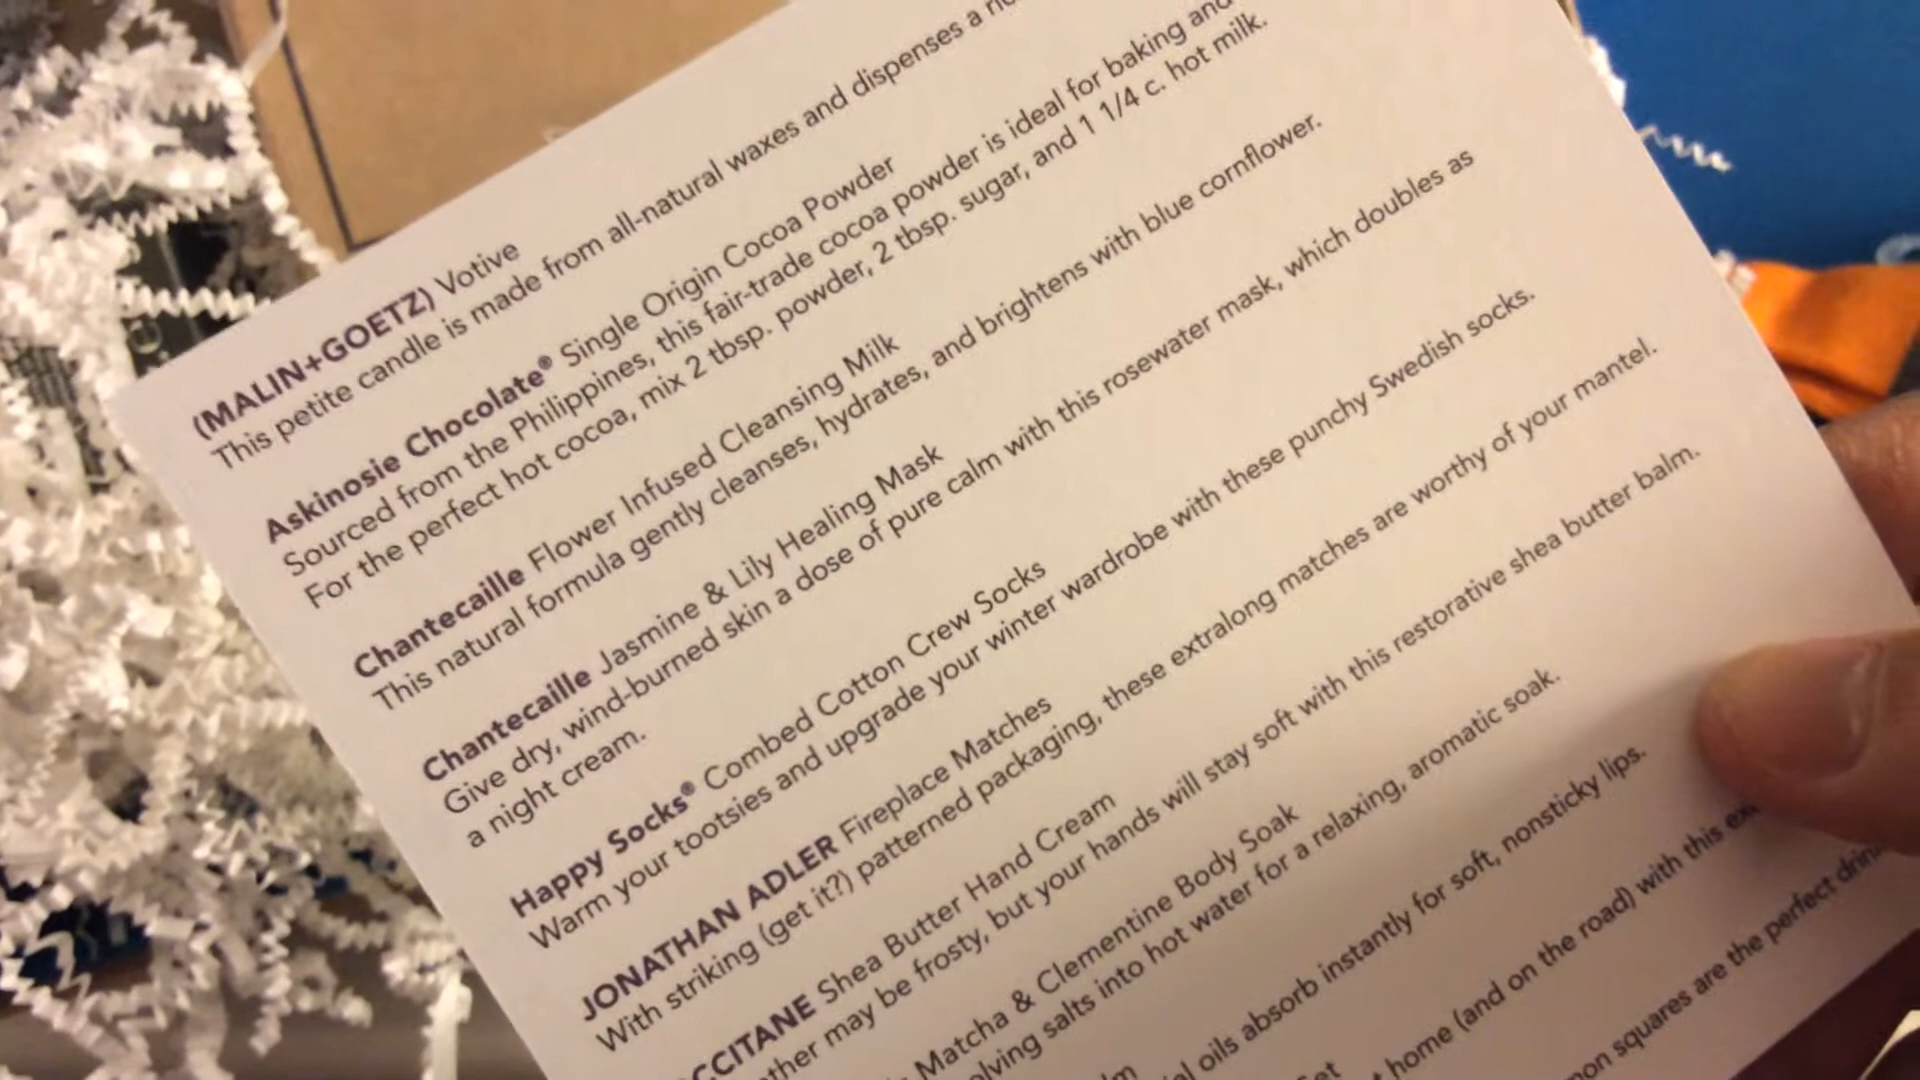 (MALIN+GOETZ) Votive
This petite candle is made from all-natural waxes and dispenses a
Askinosie Chocolate® Single Origin Cocoa Powder
Sourced from the Philippines, this fair-trade cocoa powder is ideal for baking and
For the perfect hot cocoa, mix 2 tbsp. powder, 2 tbsp. sugar, and 1 1/4 c. hot milk.
Chantecaille Flower Infused Cleansing Milk
This natural formula gently cleanses, hydrates, and brightens with blue cornflower.
Chantecaille Jasmine & Lily Healing Mask
Give dry, wind-burned skin a dose of pure calm with this rosewater mask, which doubles as
a night cream.
Happy Socks® Combed Cotton Crew Socks
Warm your tootsies and upgrade your winter wardrobe with these punchy Swedish socks.
JONATHAN ADLER Fireplace Matches
With striking (get it?) patterned packaging, these extralong matches are worthy of your mantel.
CCITANE Shea Butter Hand Cream
ther may be frosty, but your hands will stay soft with this restorative shea butter balm.
Matcha & Clementine Body Soak
olving salts into hot water for a relaxing, aromatic soak.
lm
al oils absorb instantly for soft, nonsticky lips.
Set
t home (and on the road) with this
mon squares are the perfect